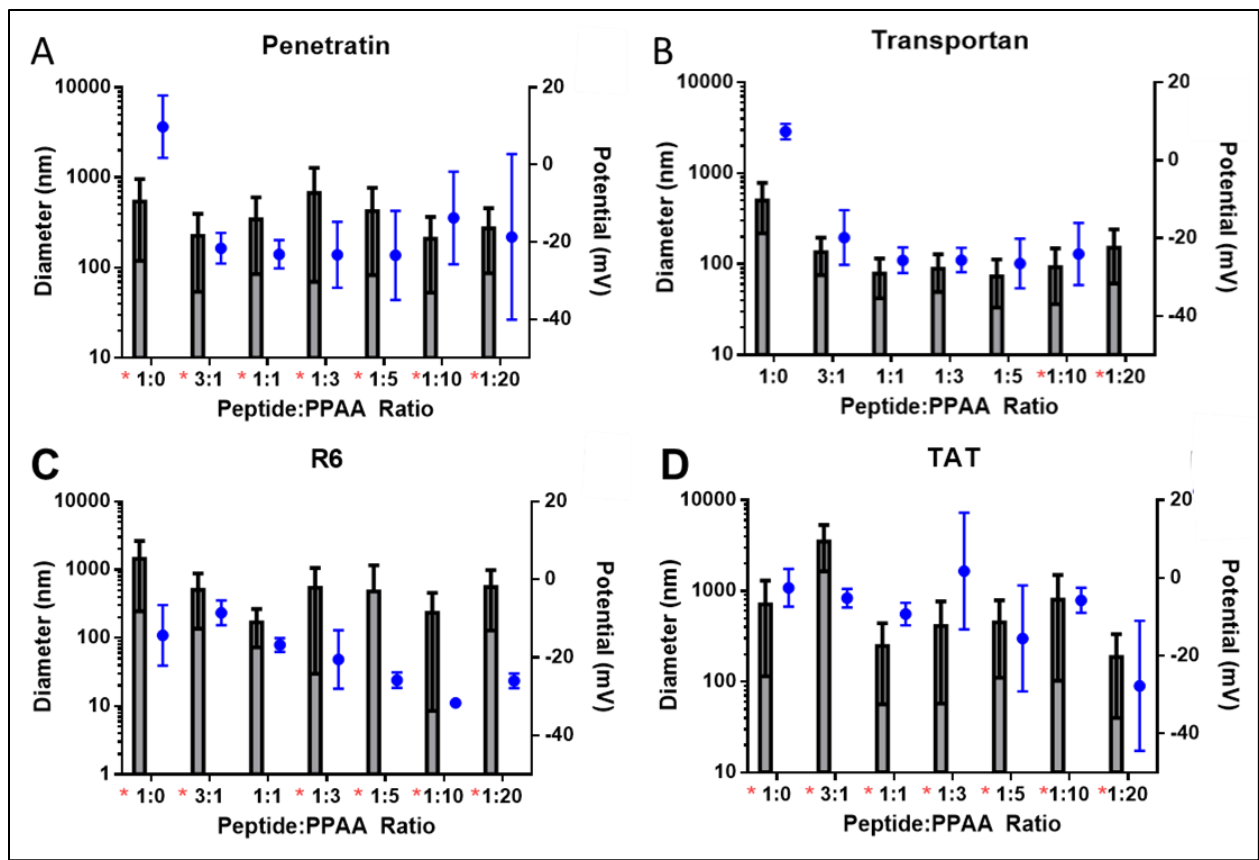 A
Penetratin
10000
1000
100
10
20
0
-20
-40
Diameter (nm)
Potential (mV)
* 1:0 * 3:1 * 1:1 * 1:3 * 1:5 * 1:10 * 1:20
Peptide:PPAA Ratio
B
Transportan
10000
1000
100
10
20
0
-20
-40
Diameter (nm)
Potential (mV)
1:0 3:1 1:1 1:3 1:5 *1:10 *1:20
Peptide:PPAA Ratio
C
R6
10000
1000
100
10
1
20
0
-20
-40
Diameter (nm)
Potential (mV)
* 1:0 * 3:1 1:1 * 1:3 * 1:5 * 1:10 *1:20
Peptide:PPAA Ratio
D
TAT
10000
1000
100
10
20
0
-20
-40
Diameter (nm)
Potential (mV)
* 1:0 * 3:1 * 1:1 * 1:3 * 1:5 * 1:10 *1:20
Peptide:PPAA Ratio